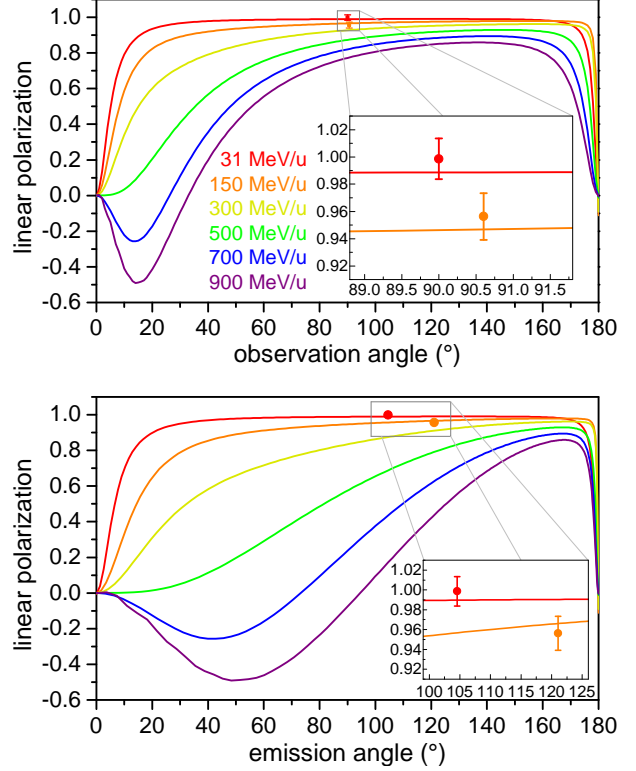 linear polarization
1.0
0.8
0.6
0.4
0.2
0.0
-0.2
-0.4
-0.6
31 MeV/u
150 MeV/u
300 MeV/u
500 MeV/u
700 MeV/u
900 MeV/u
1.02
1.00
0.98
0.96
0.94
0.92
89.0 89.5 90.0 90.5 91.0 91.5
0 20 40 60 80 100 120 140 160 180
observation angle (°)
linear polarization
1.0
0.8
0.6
0.4
0.2
0.0
-0.2
-0.4
-0.6
1.02
1.00
0.98
0.96
0.94
0.92
100 105 110 115 120 125
0 20 40 60 80 100 120 140 160 180
emission angle (°)